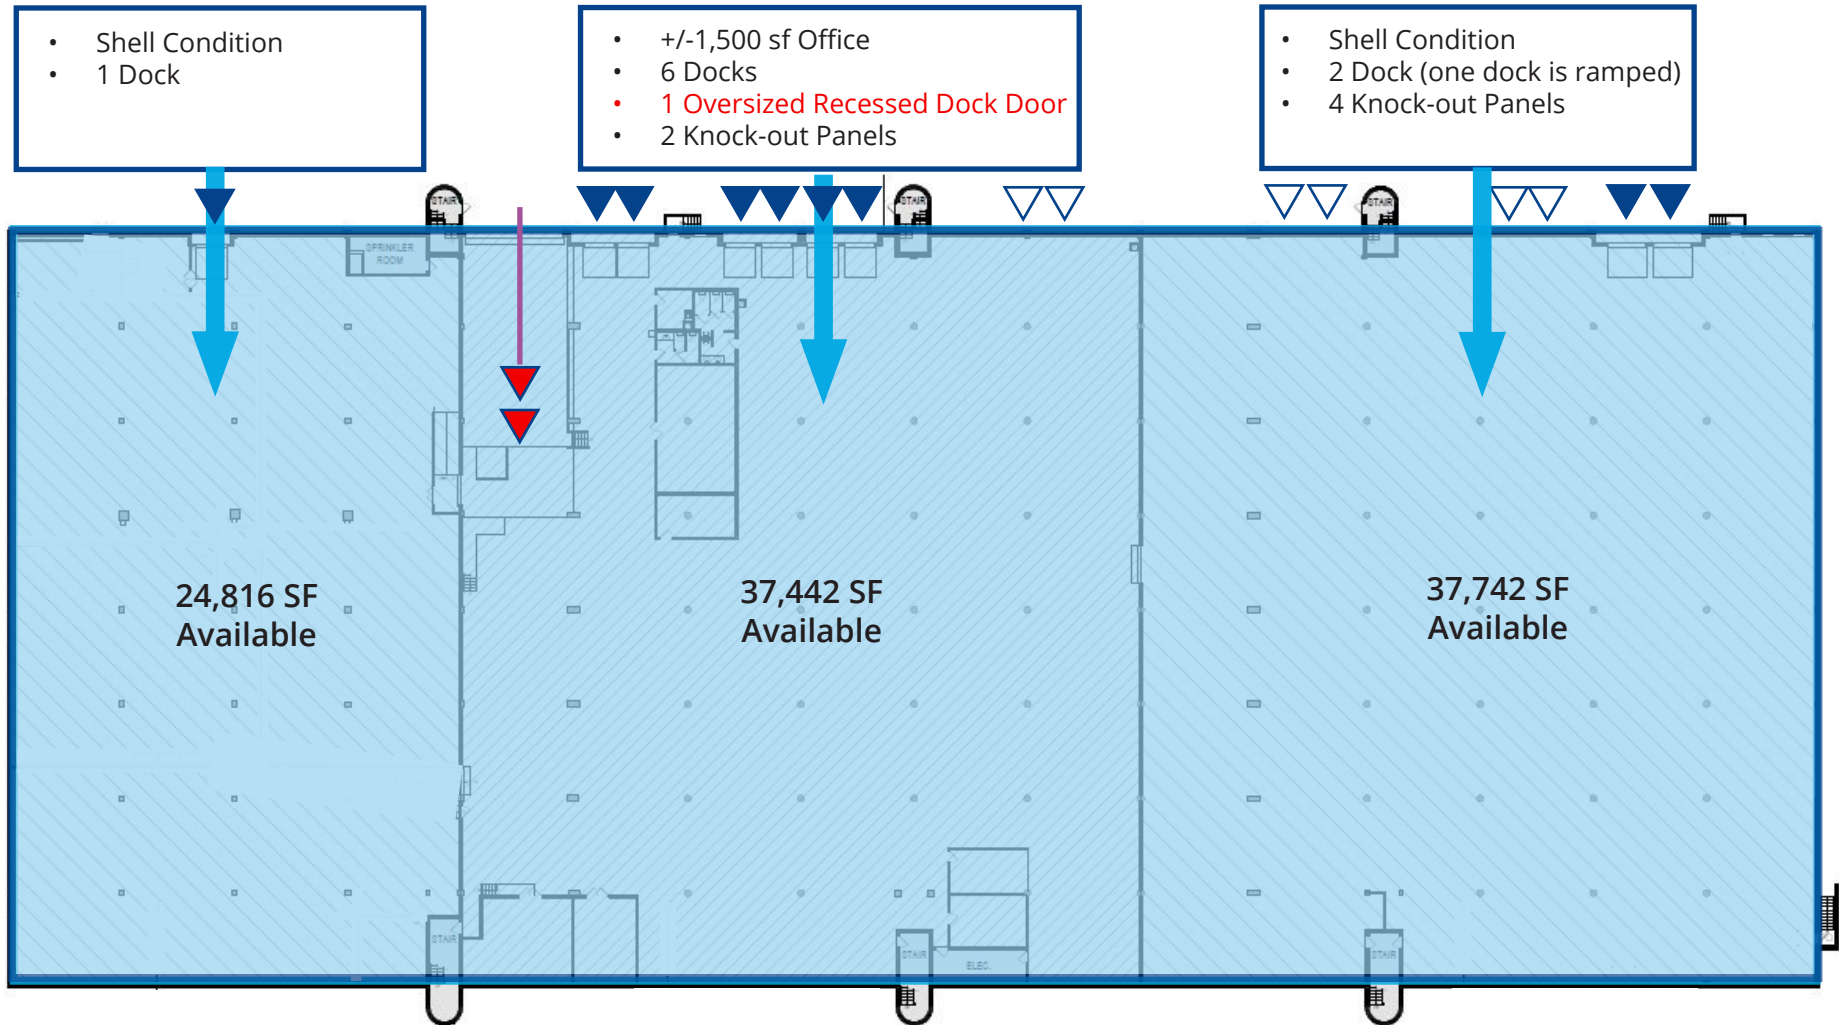 • Shell Condition
• 1 Dock
• +/-1,500 sf Office
• 6 Docks
• 1 Oversized Recessed Dock Door
• 2 Knock-out Panels
• Shell Condition
• 2 Dock (one dock is ramped)
• 4 Knock-out Panels
STAIR
STAIR
STAIR
SPRINKLER
ROOM
24,816 SF
Available
37,442 SF
Available
37,742 SF
Available
STAIR
STAIR
ELEC.
STAIR